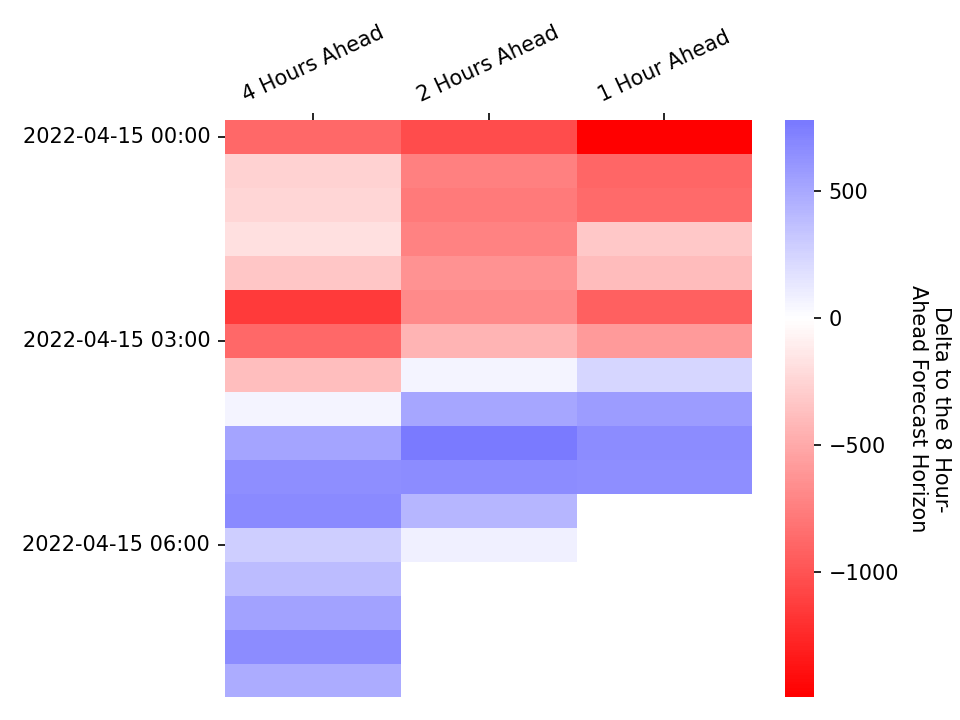 4 Hours Ahead
2 Hours Ahead
1 Hour Ahead
2022-04-15 00:00
2022-04-15 03:00
2022-04-15 06:00
500
0
−500
−1000
Delta to the 8 Hour-
Ahead Forecast Horizon